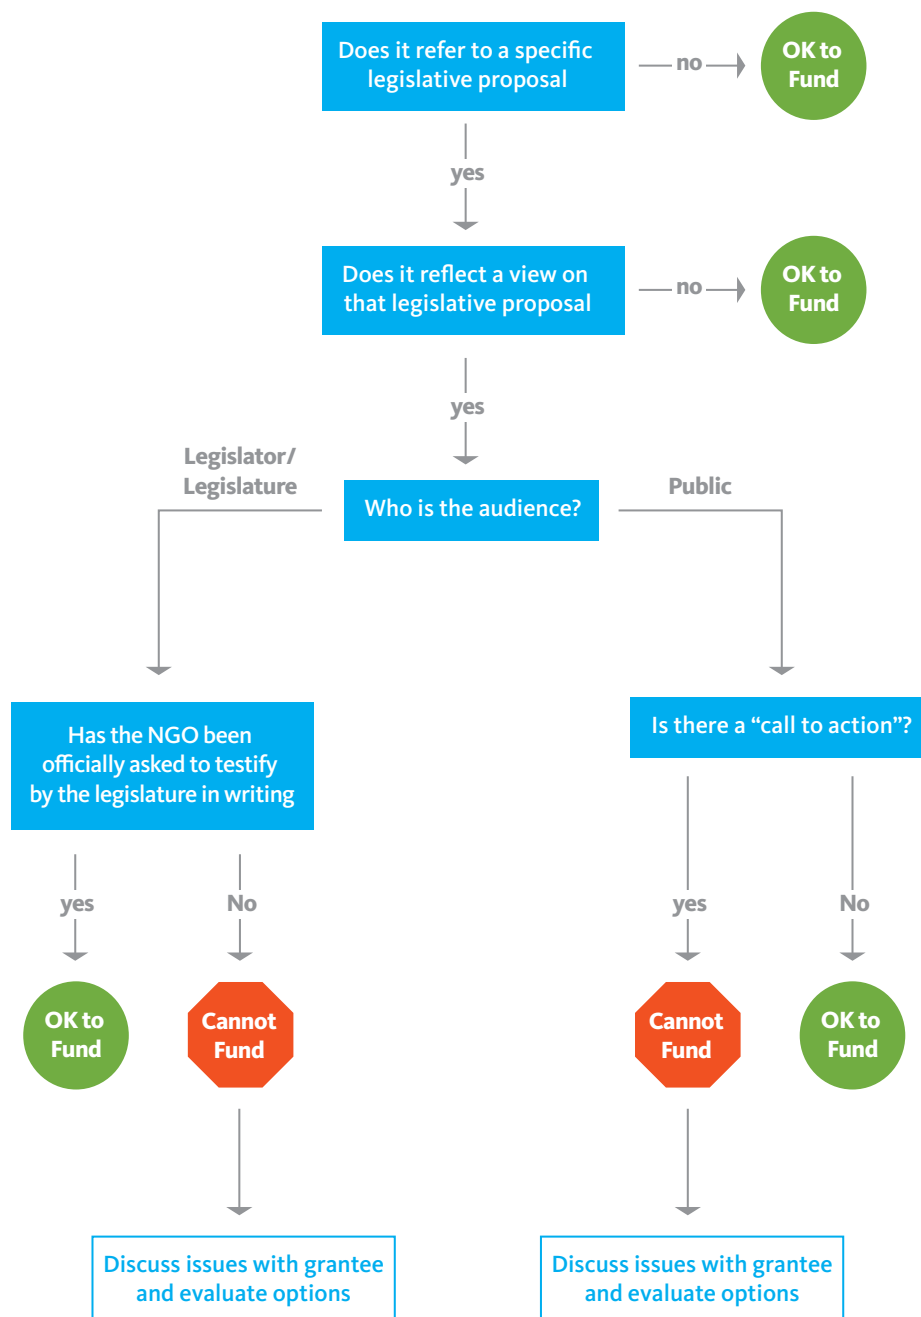 Does it refer to a specific
legislative proposal
no
OK to
Fund
yes
Does it reflect a view on
that legislative proposal
no
OK to
Fund
yes
Legislator/
Legislature
Who is the audience?
Public
Has the NGO been
officially asked to testify
by the legislature in writing
Is there a “call to action”?
yes
No
yes
No
OK to
Fund
Cannot
Fund
Cannot
Fund
OK to
Fund
Discuss issues with grantee
and evaluate options
Discuss issues with grantee
and evaluate options